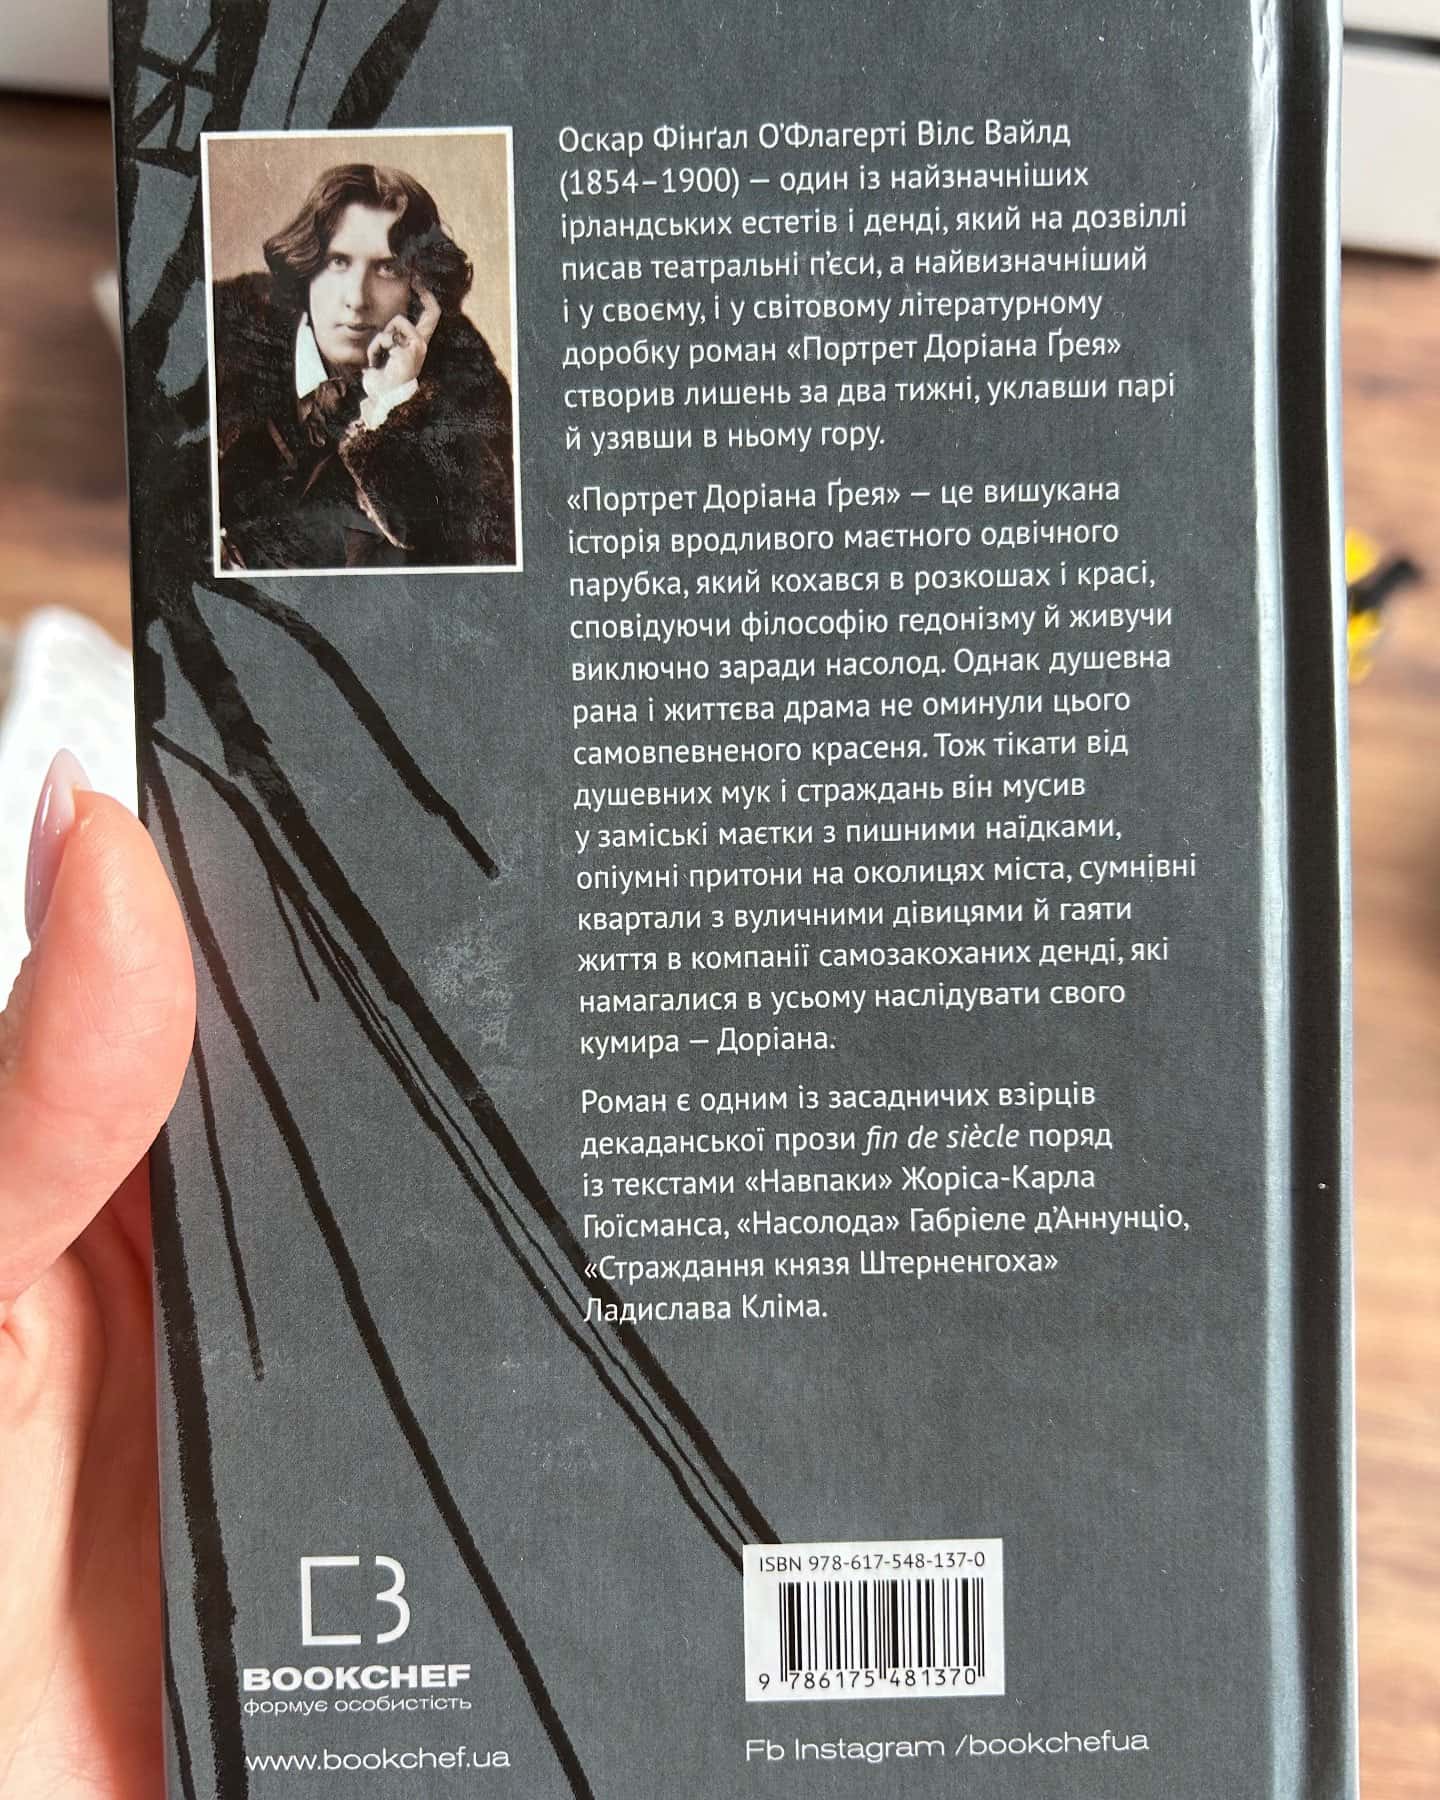 Оскар Фінґал О’Флагерті Вілс Вайлд
(1854–1900) — один із найзначніших
ірландських естетів і денді, який на дозвіллі
писав театральні п’єси, а найвизначніший
і у своєму, і у світовому літературному
доробку роман «Портрет Доріана Ґрея»
створив лишень за два тижні, уклавши парі
й узявши в ньому гору.
«Портрет Доріана Ґрея» — це вишукана
історія вродливого маєтного одвічного
парубка, який кохався в розкошах і красі,
сповідуючи філософію гедонізму й живучи
виключно заради насолод. Однак душевна
рана і життєва драма не оминули цього
самовпевненого красеня. Тож тікати від
душевних мук і страждань він мусив
у заміські маєтки з пишними наїдками,
опіумні притони на околицях міста, сумнівні
квартали з вуличними дівицями й гаяти
життя в компанії самозакоханих денді, які
намагалися в усьому наслідувати свого
кумира — Доріана.
Роман є одним із засадничих взірців
декаданської прози fin de siècle поряд
із текстами «Навпаки» Жоріса-Карла
Гюїсманса, «Насолода» Габріеле д’Аннунціо,
«Страждання князя Штерненгоха»
Ладислава Кліма.
BOOKCHEF
формує особистість
www.bookchef.ua
ISBN 978-617-548-137-0
9 786175 481370
Fb Instagram /bookchefua